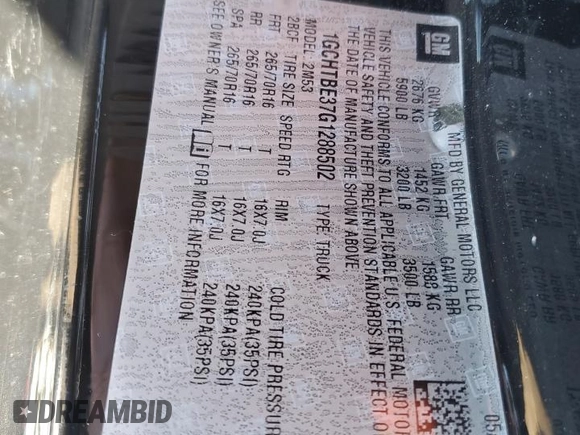 GM
MFD BY GENERAL MOTORS LLC
05
GVWR GAWR FRT GAWR RR
2676 KG 1452 KG 1588 KG
5900 LB 3200 LB 3500 LB
THIS VEHICLE CONFORMS TO ALL APPLICABLE U.S. FEDERAL MOTOR
VEHICLE SAFETY AND THEFT PREVENTION STANDARDS IN EFFECT ON
THE DATE OF MANUFACTURE SHOWN ABOVE.
1GCHTBE37G1288502 TYPE: TRUCK
MODEL: 2M53
2BCF TIRE SIZE SPEED RTG RIM COLD TIRE PRESSURE
FRT 265/70R16 T 16X7.0J 240KPA(35PSI)
RR 265/70R16 T 16X7.0J 240KPA(35PSI)
SPA 265/70R16 T 16X7.0J 240KPA(35PSI)
SEE OWNER'S MANUAL FOR MORE INFORMATION
DREAMBID